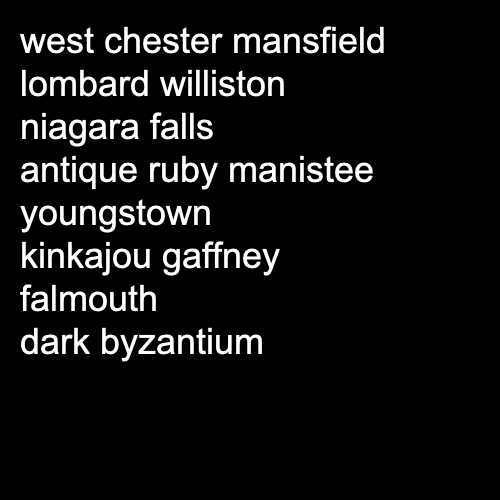 west chester mansfield
lombard williston
niagara falls
antique ruby manistee
youngstown
kinkajou gaffney
falmouth
dark byzantium